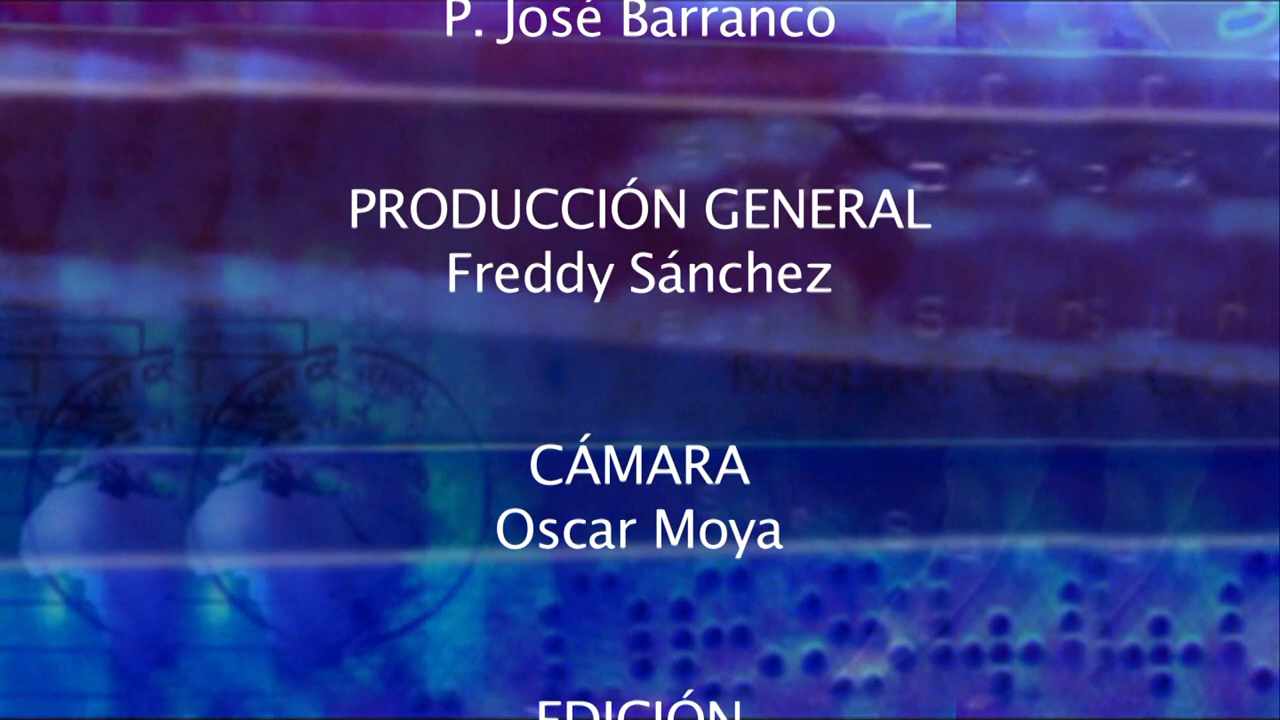 P. José Barranco
PRODUCCIÓN GENERAL
Freddy Sánchez
CÁMARA
Oscar Moya
EDICIÓN